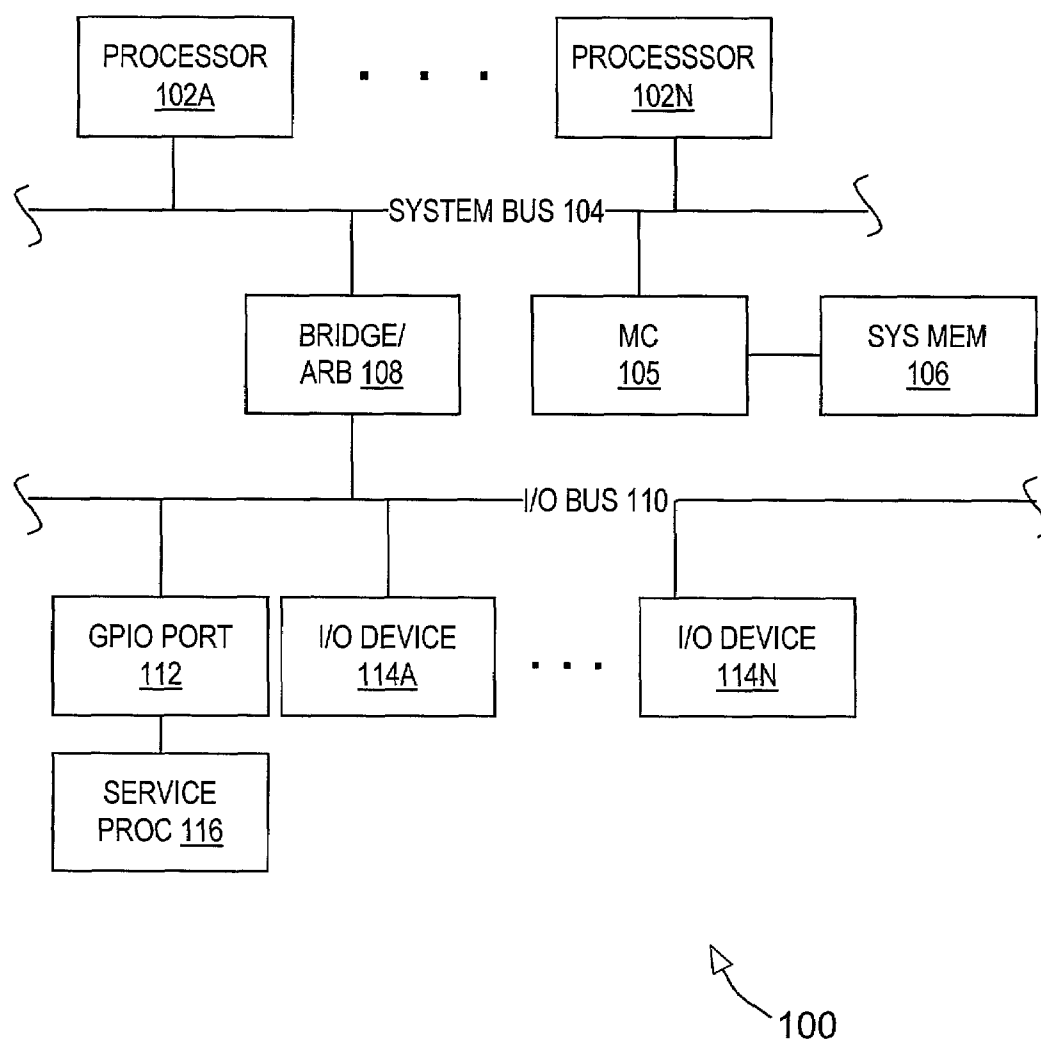 PROCESSOR
102A
PROCESSSOR
102N
SYSTEM BUS 104
BRIDGE/
ARB 108
MC
105
SYS MEM
106
I/O BUS 110
GPIO PORT
112
I/O DEVICE
114A
I/O DEVICE
114N
SERVICE
PROC 116
100